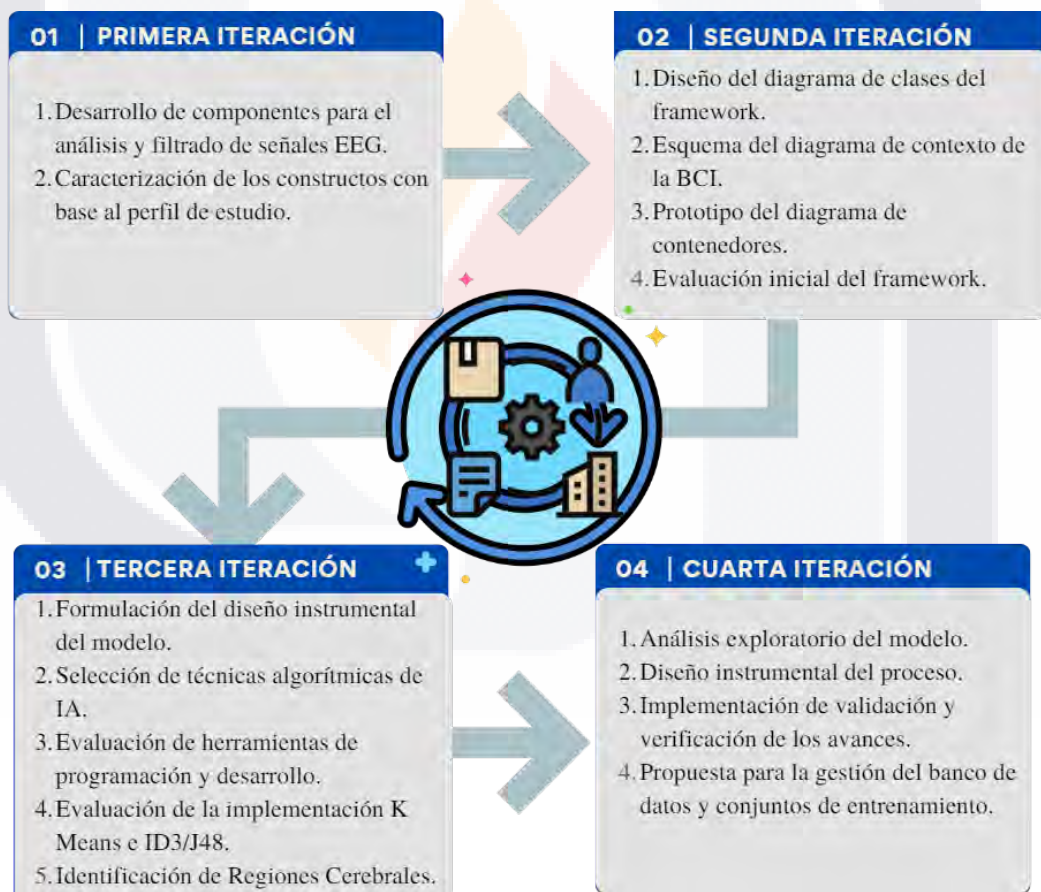 01 | PRIMERA ITERACIÓN
1. Desarrollo de componentes para el
análisis y filtrado de señales EEG.
2. Caracterización de los constructos con
base al perfil de estudio.
02 | SEGUNDA ITERACIÓN
1. Diseño del diagrama de clases del
framework.
2. Esquema del diagrama de contexto de
la BCI.
3. Prototipo del diagrama de
contenedores.
4. Evaluación inicial del framework.
03 | TERCERA ITERACIÓN
1. Formulación del diseño instrumental
del modelo.
2. Selección de técnicas algorítmicas de
IA.
3. Evaluación de herramientas de
programación y desarrollo.
4. Evaluación de la implementación K
Means e ID3/J48.
5. Identificación de Regiones Cerebrales.
04 | CUARTA ITERACIÓN
1. Análisis exploratorio del modelo.
2. Diseño instrumental del proceso.
3. Implementación de validación y
verificación de los avances.
4. Propuesta para la gestión del banco de
datos y conjuntos de entrenamiento.